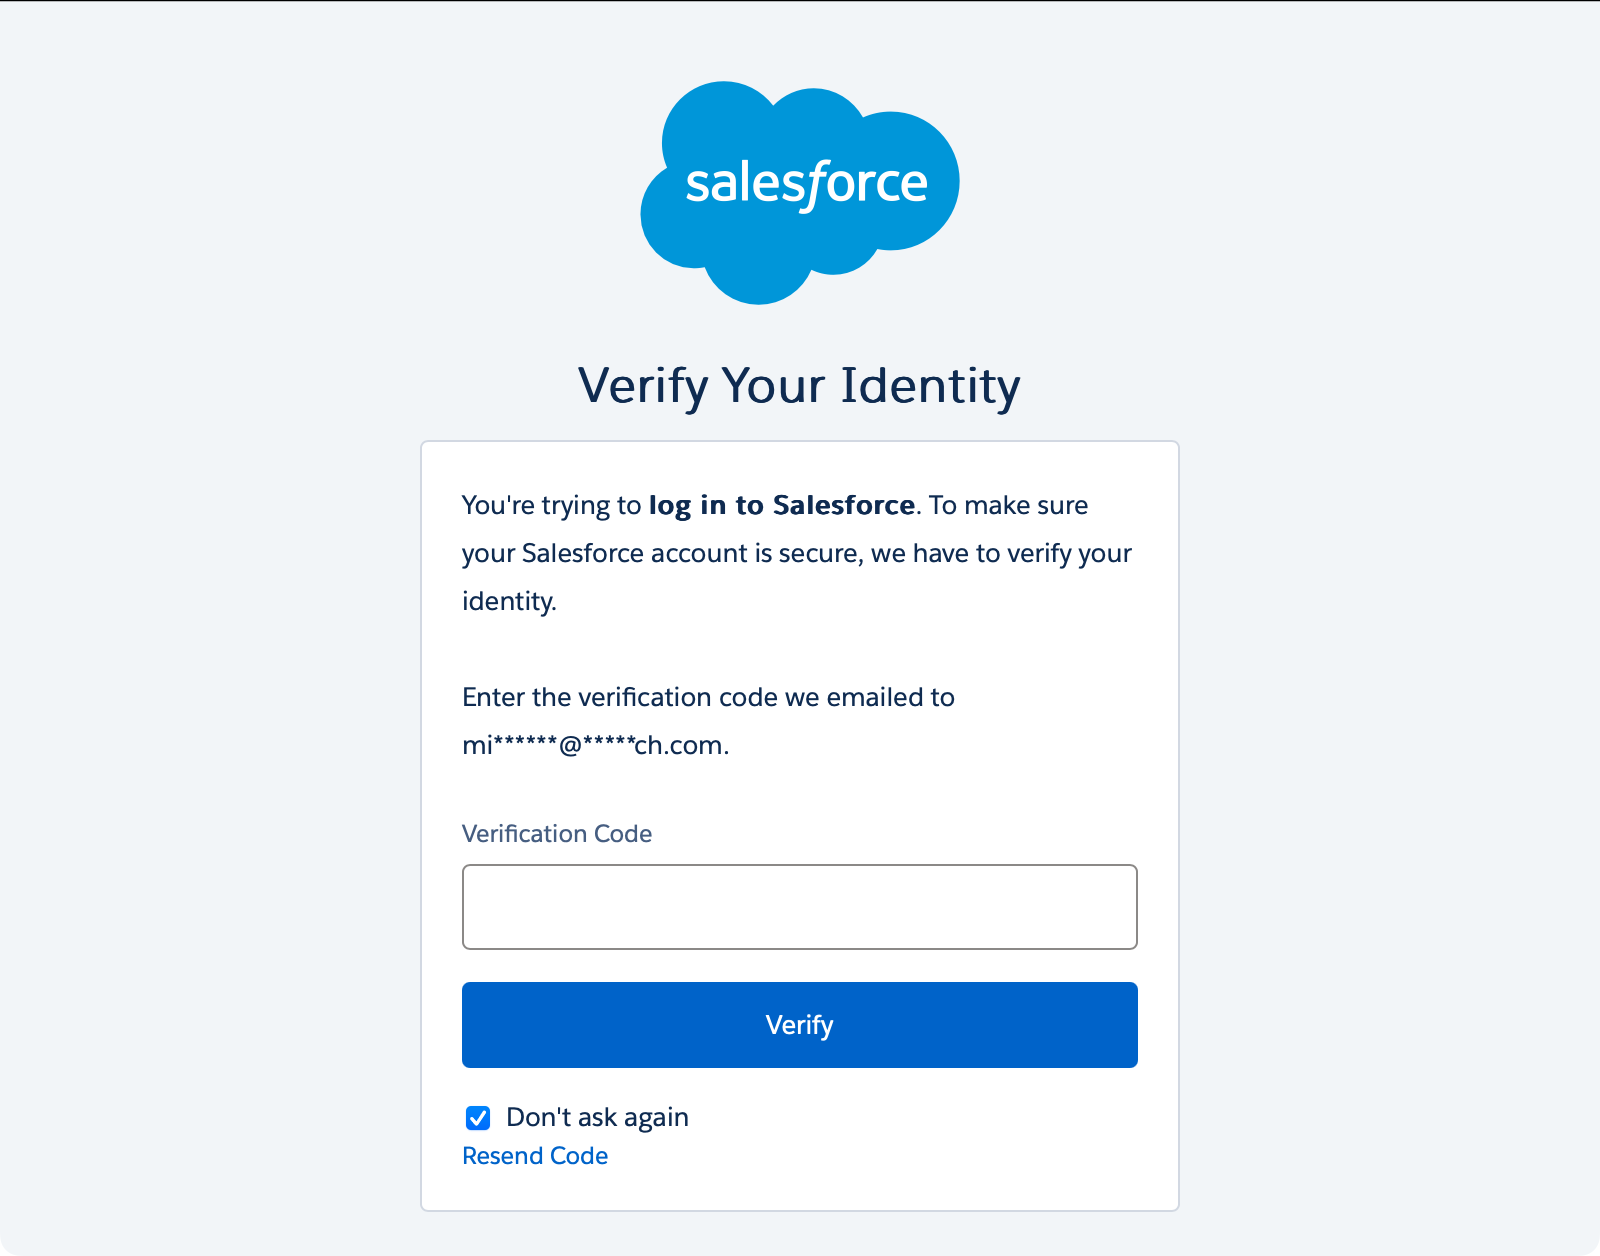 salesforce
Verify Your Identity
You're trying to log in to Salesforce. To make sure
your Salesforce account is secure, we have to verify your
identity.
Enter the verification code we emailed to
mi******@*****ch.com.
Verification Code
Verify
Don't ask again
Resend Code